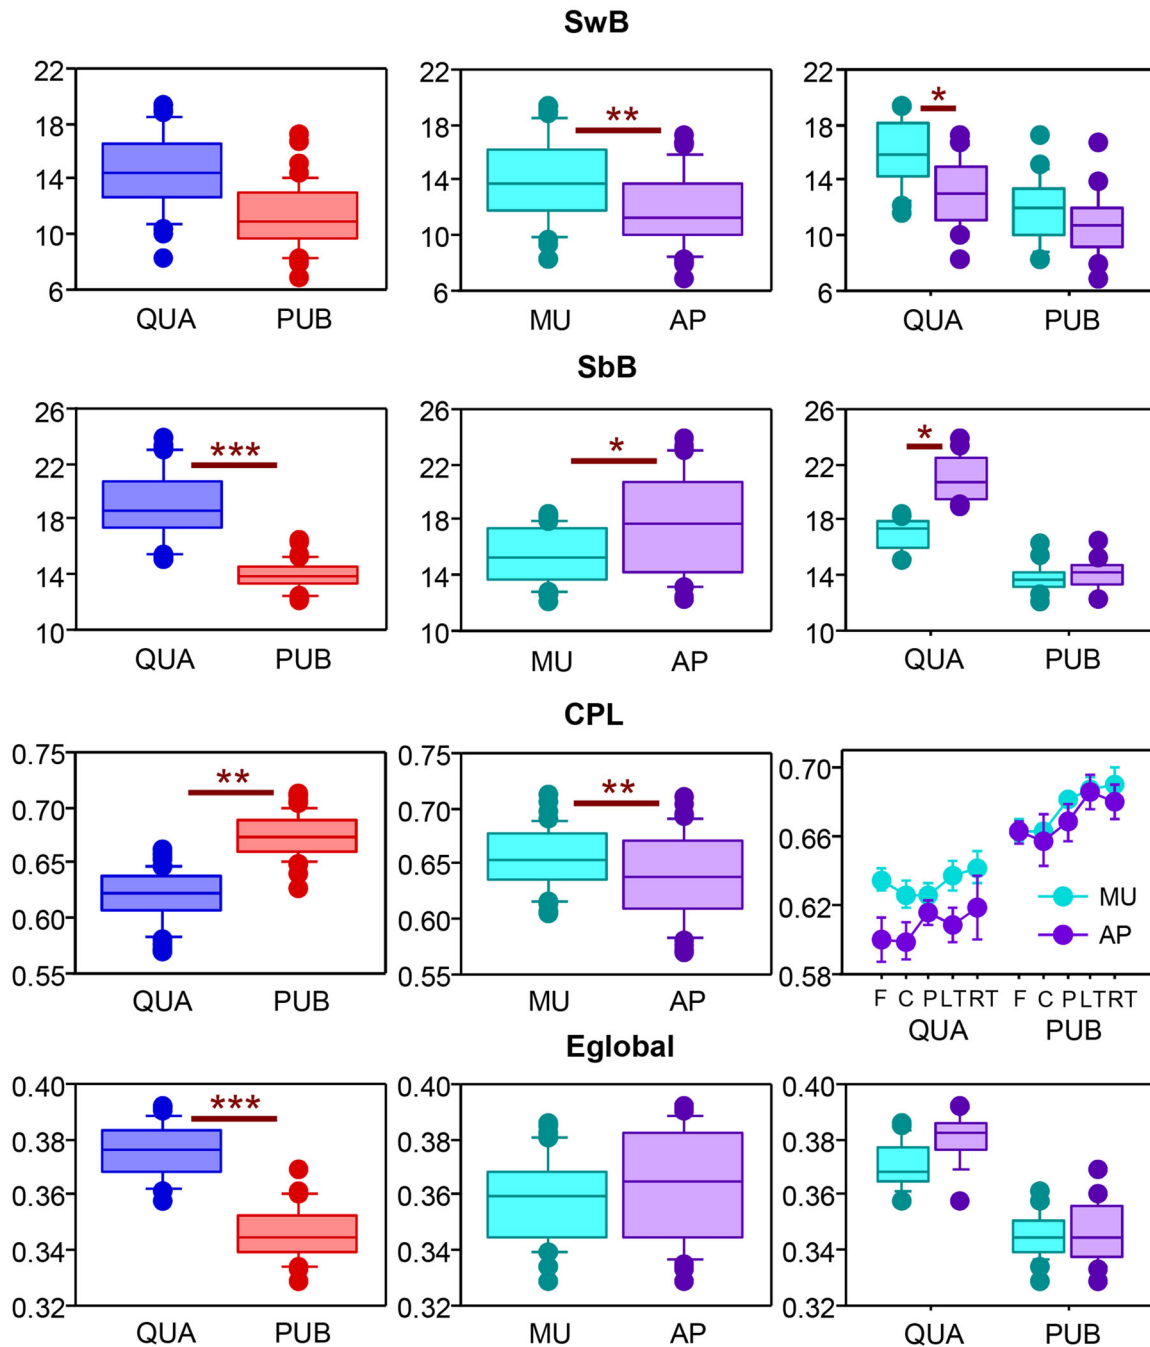 SwB
22 22 22
18 18 18
14 14 14
10 10 10
6 6 6
** *
QUA PUB MU AP QUA PUB
SbB
26 26 26
22 22 22
18 18 18
14 14 14
10 10 10
*** * *
QUA PUB MU AP QUA PUB
CPL
0.75 0.75 0.70
0.70 0.70 0.66
0.65 0.65 0.62
0.60 0.60 0.58
0.55 0.55
** **
MU
AP
F C P LT RT F C P LT RT
QUA PUB MU AP QUA PUB
Eglobal
0.40 0.40 0.40
0.38 0.38 0.38
0.36 0.36 0.36
0.34 0.34 0.34
0.32 0.32 0.32
***
QUA PUB MU AP QUA PUB